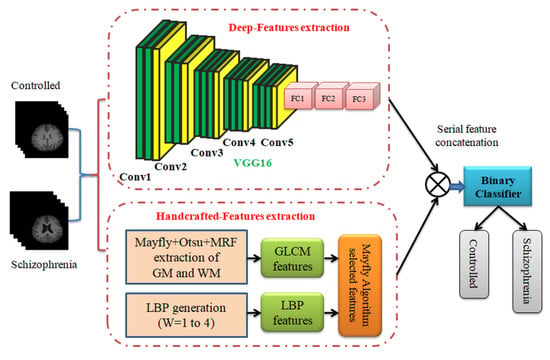 Deep-Features extraction
Controlled
Schizophrenia
FC1
FC2
FC3
Conv1
Conv2
Conv3
Conv4
Conv5
VGG16
Serial feature
concatenation
Binary
Classifier
Controlled
Schizophrenia
Handcrafted-Features extraction
Mayfly+Otsu+MRF
extraction of
GM and WM
GLCM
features
LBP generation
(W=1 to 4)
LBP
features
Mayfly Algorithm
selected features